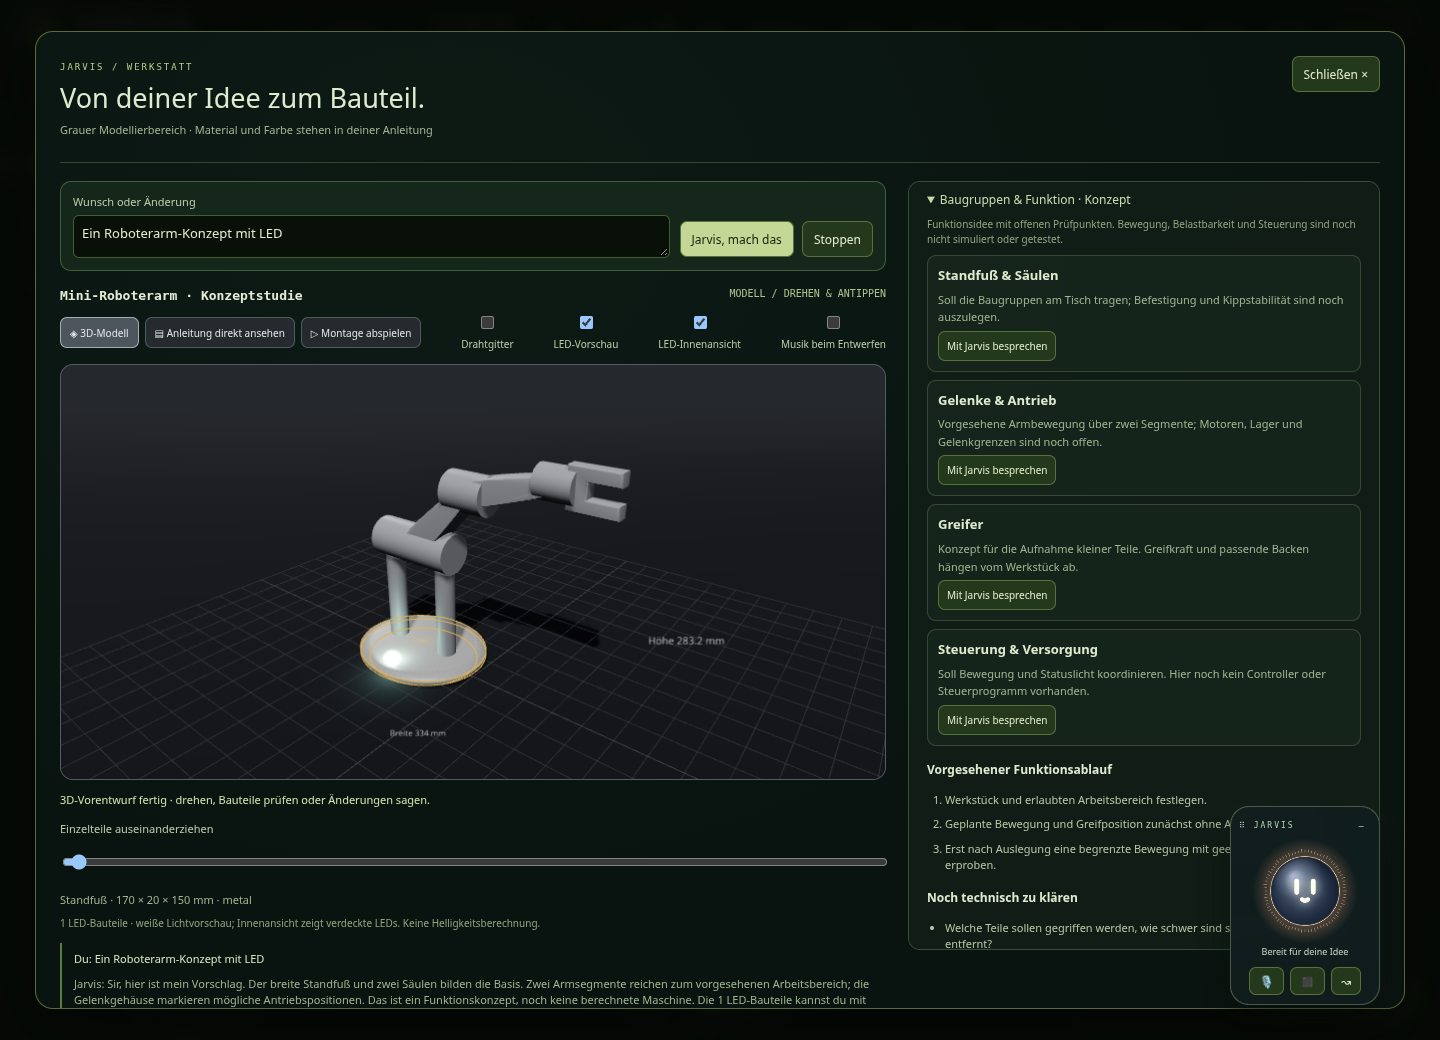 JARVIS / WERKSTATT
Von deiner Idee zum Bauteil.
Grauer Modellierbereich · Material und Farbe stehen in deiner Anleitung
Schließen ×
Wunsch oder Änderung
Ein Roboterarm-Konzept mit LED
Jarvis, mach das
Stoppen
Mini-Roboterarm · Konzeptstudie
MODELL / DREHEN & ANTIPPEN
◈ 3D-Modell
▤ Anleitung direkt ansehen
▷ Montage abspielen
Drahtgitter
LED-Vorschau
LED-Innenansicht
Musik beim Entwerfen
Höhe 283.2 mm
Breite 334 mm
3D-Vorentwurf fertig · drehen, Bauteile prüfen oder Änderungen sagen.
Einzelteile auseinanderziehen
Standfuß · 170 × 20 × 150 mm · metal
1 LED-Bauteile · weiße Lichtvorschau; Innenansicht zeigt verdeckte LEDs. Keine Helligkeitsberechnung.
Du: Ein Roboterarm-Konzept mit LED
Jarvis: Sir, hier ist mein Vorschlag. Der breite Standfuß und zwei Säulen bilden die Basis. Zwei Armsegmente reichen zum vorgesehenen Arbeitsbereich; die
Gelenkgehäuse markieren mögliche Antriebspositionen. Das ist ein Funktionskonzept, noch keine berechnete Maschine. Die 1 LED-Bauteile kannst du mit
▼ Baugruppen & Funktion · Konzept
Funktionsidee mit offenen Prüfpunkten. Bewegung, Belastbarkeit und Steuerung sind noch
nicht simuliert oder getestet.
Standfuß & Säulen
Soll die Baugruppen am Tisch tragen; Befestigung und Kippstabilität sind noch
auszulegen.
Mit Jarvis besprechen
Gelenke & Antrieb
Vorgesehene Armbewegung über zwei Segmente; Motoren, Lager und
Gelenkgrenzen sind noch offen.
Mit Jarvis besprechen
Greifer
Konzept für die Aufnahme kleiner Teile. Greifkraft und passende Backen
hängen vom Werkstück ab.
Mit Jarvis besprechen
Steuerung & Versorgung
Soll Bewegung und Statuslicht koordinieren. Hier noch kein Controller oder
Steuerprogramm vorhanden.
Mit Jarvis besprechen
Vorgesehener Funktionsablauf
1. Werkstück und erlaubten Arbeitsbereich festlegen.
2. Geplante Bewegung und Greifposition zunächst ohne
3. Erst nach Auslegung eine begrenzte Bewegung mit
erproben.
Noch technisch zu klären
• Welche Teile sollen gegriffen werden, wie schwer sind
entfernt?
JARVIS
Bereit für deine Idee